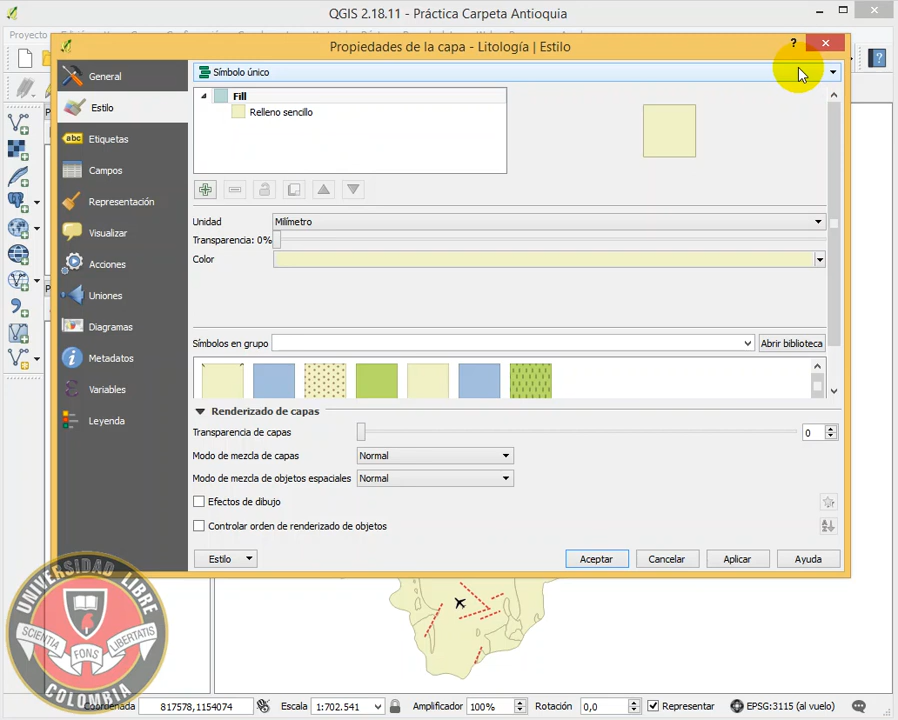 QGIS 2.18.11 - Práctica Carpeta Antioquia
Proyecto
Propiedades de la capa - Litología | Estilo
?
General
Símbolo único
Estilo
Fill
Relleno sencillo
abc Etiquetas
Campos
Representación
Visualizar
Unidad
Milímetro
Transparencia: 0%
Color
Acciones
Uniones
Diagramas
Símbolos en grupo
Abrir biblioteca
Metadatos
Variables
Leyenda
Renderizado de capas
Transparencia de capas
0
Modo de mezcla de capas
Normal
Modo de mezcla de objetos espaciales
Normal
Efectos de dibujo
Controlar orden de renderizado de objetos
Estilo
Aceptar
Cancelar
Aplicar
Ayuda
UNIVERSIDAD LIBRE
SCIENTIA FONS LIBERTATIS
COLOMBIA
817578,1154074
Escala
1:702.541
Amplificador
100%
Rotación
0,0
Representar
EPSG:3115 (al vuelo)